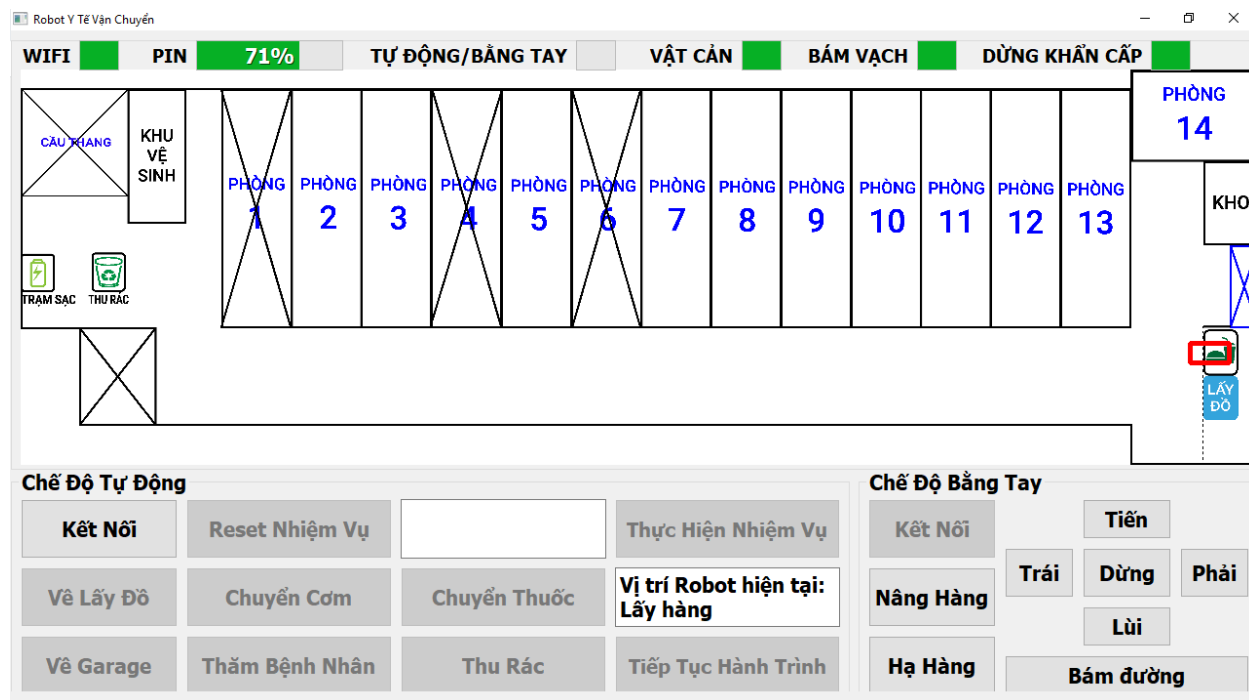 Robot Y Tế Vận Chuyển
WIFI
PIN
71%
TỰ ĐỘNG/BẰNG TAY
VẬT CẢN
BÁM VẠCH
DỪNG KHẨN CẤP
CẦU THANG
KHU
VỆ
SINH
PHÒNG
1
PHÒNG
2
PHÒNG
3
PHÒNG
4
PHÒNG
5
PHÒNG
6
PHÒNG
7
PHÒNG
8
PHÒNG
9
PHÒNG
10
PHÒNG
11
PHÒNG
12
PHÒNG
13
PHÒNG
14
KHO
TRẠM SẠC
THU RÁC
LẤY
ĐỒ
Chế Độ Tự Động
Kết Nối
Reset Nhiệm Vụ
Thực Hiện Nhiệm Vụ
Về Lấy Đồ
Chuyển Cơm
Chuyển Thuốc
Vị trí Robot hiện tại:
Lấy hàng
Về Garage
Thăm Bệnh Nhân
Thu Rác
Tiếp Tục Hành Trình
Chế Độ Bằng Tay
Kết Nối
Tiến
Trái
Dừng
Phải
Nâng Hàng
Lùi
Hạ Hàng
Bám đường